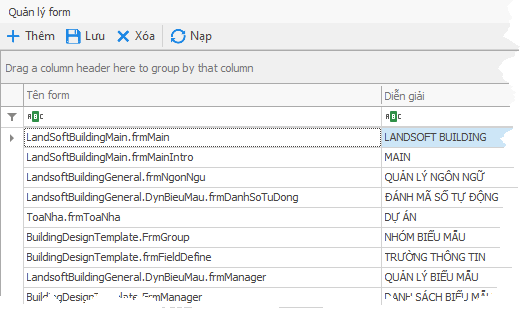 Quản lý form
Thêm Lưu Xóa Nạp
Drag a column header here to group by that column
Tên form Diễn giải
ABC ABC
LandSoftBuildingMain.frmMain LANDSOFT BUILDING
LandSoftBuildingMain.frmMainIntro MAIN
LandsoftBuildingGeneral.frmNgonNgu QUẢN LÝ NGÔN NGỮ
LandsoftBuildingGeneral.DynBieuMau.frmDanhSoTuDong ĐÁNH MÃ SỐ TỰ ĐỘNG
ToaNha.frmToaNha DỰ ÁN
BuildingDesignTemplate.FrmGroup NHÓM BIỂU MẪU
BuildingDesignTemplate.frmFieldDefine TRƯỜNG THÔNG TIN
LandsoftBuildingGeneral.DynBieuMau.frmManager QUẢN LÝ BIỂU MẪU
BuildingDesignTemplate.FrmManager DANH SÁCH BIỂU MẪU